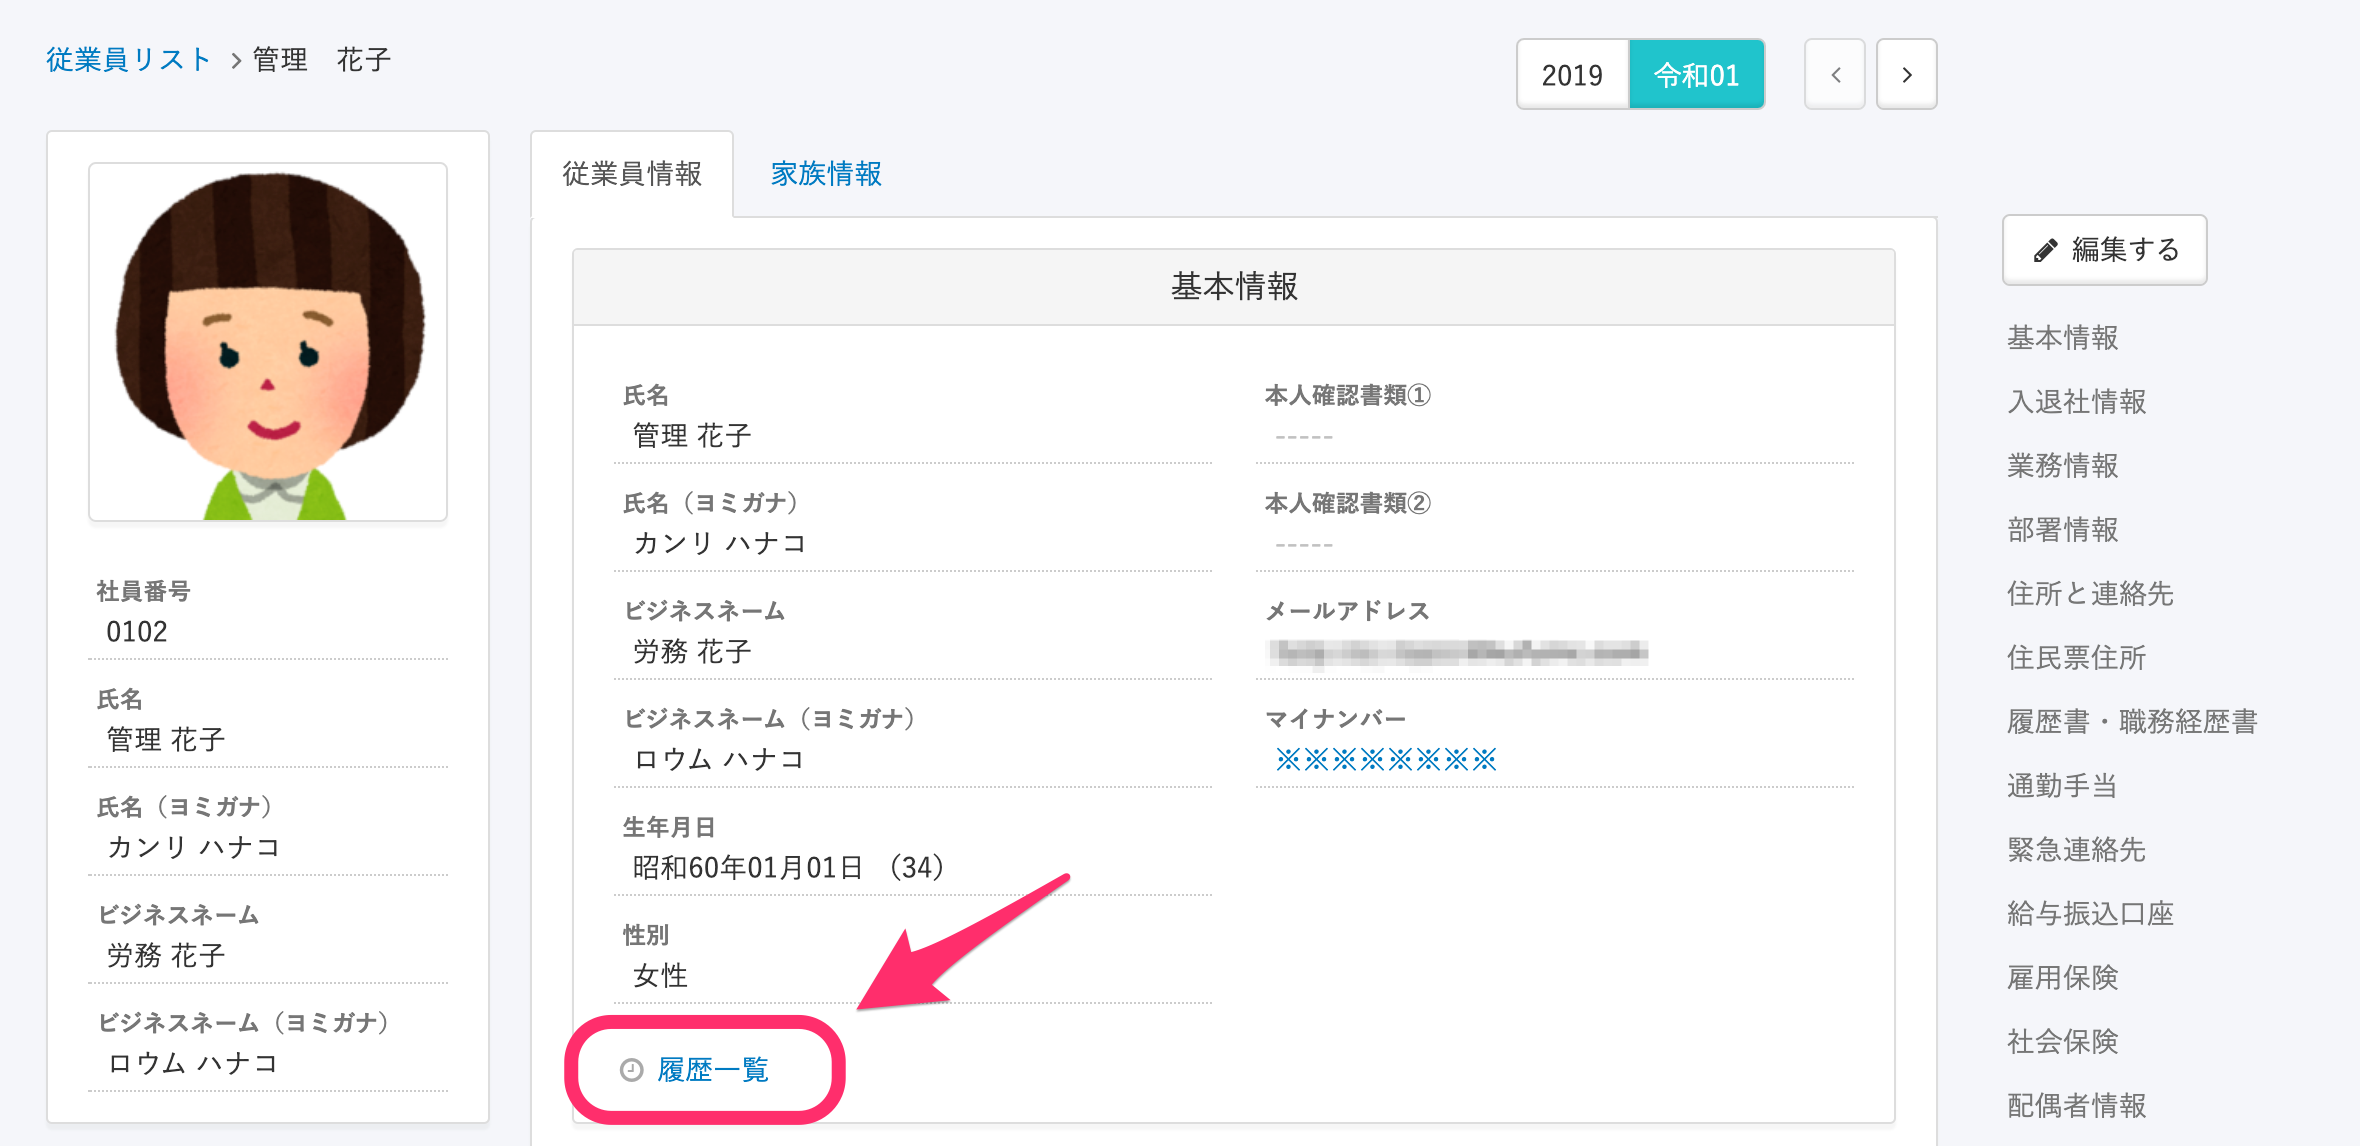 従業員リスト > 管理　花子
2019 令和01 < >
従業員情報 家族情報
編集する
社員番号
0102
氏名
管理 花子
氏名（ヨミガナ）
カンリ ハナコ
ビジネスネーム
労務 花子
ビジネスネーム（ヨミガナ）
ロウム ハナコ
基本情報
氏名
管理 花子
氏名（ヨミガナ）
カンリ ハナコ
ビジネスネーム
労務 花子
ビジネスネーム（ヨミガナ）
ロウム ハナコ
生年月日
昭和60年01月01日 （34）
性別
女性
履歴一覧
本人確認書類①
-----
本人確認書類②
-----
メールアドレス
マイナンバー
※※※※※※※※
基本情報
入退社情報
業務情報
部署情報
住所と連絡先
住民票住所
履歴書・職務経歴書
通勤手当
緊急連絡先
給与振込口座
雇用保険
社会保険
配偶者情報